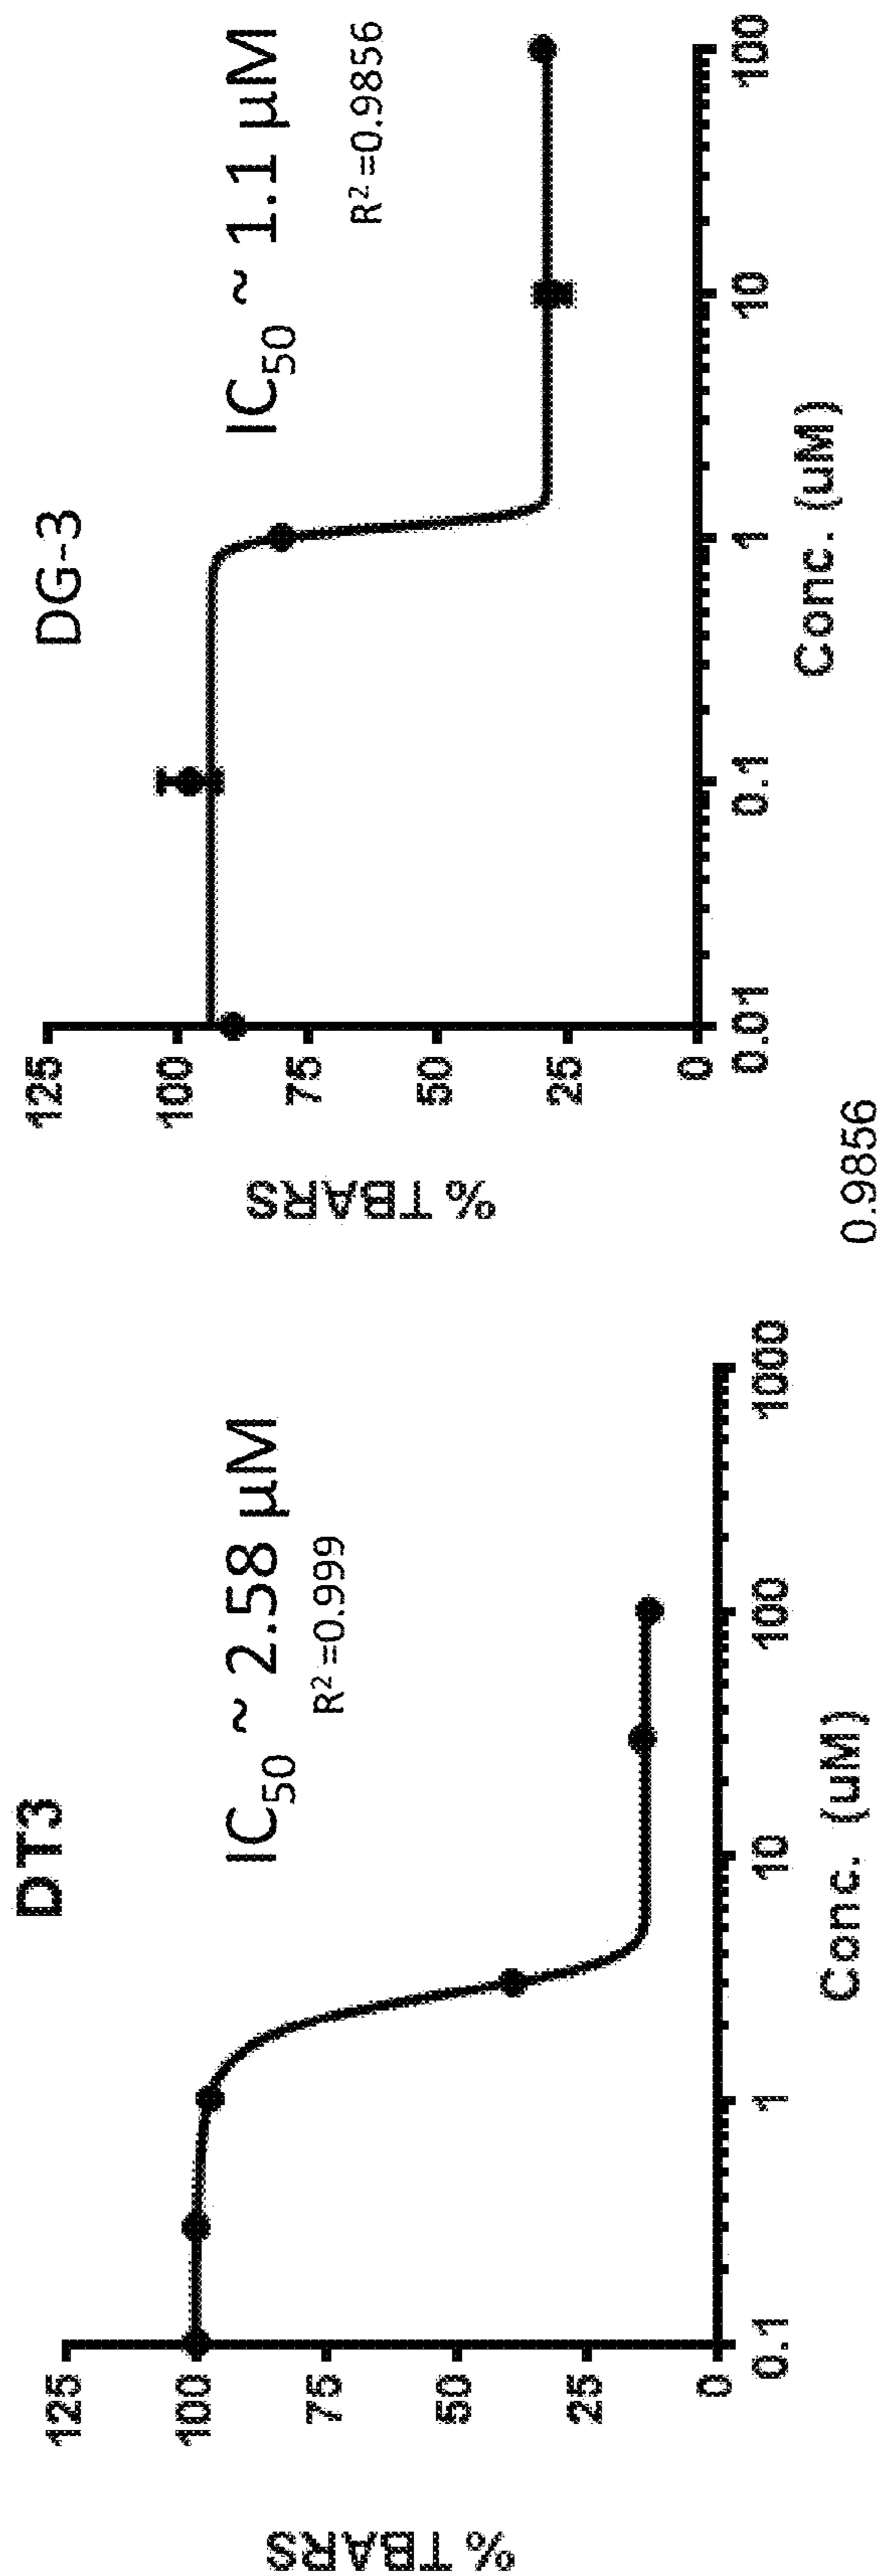 DT3
% TBARS
125
100
75
50
25
0
0.1
1
10
100
1000
Conc. (uM)
IC50 ~ 2.58 µM
R² =0.999
DG-3
% TBARS
125
100
75
50
25
0
0.01
0.1
1
10
100
Conc. (uM)
IC50 ~ 1.1 µM
R² =0.9856
0.9856